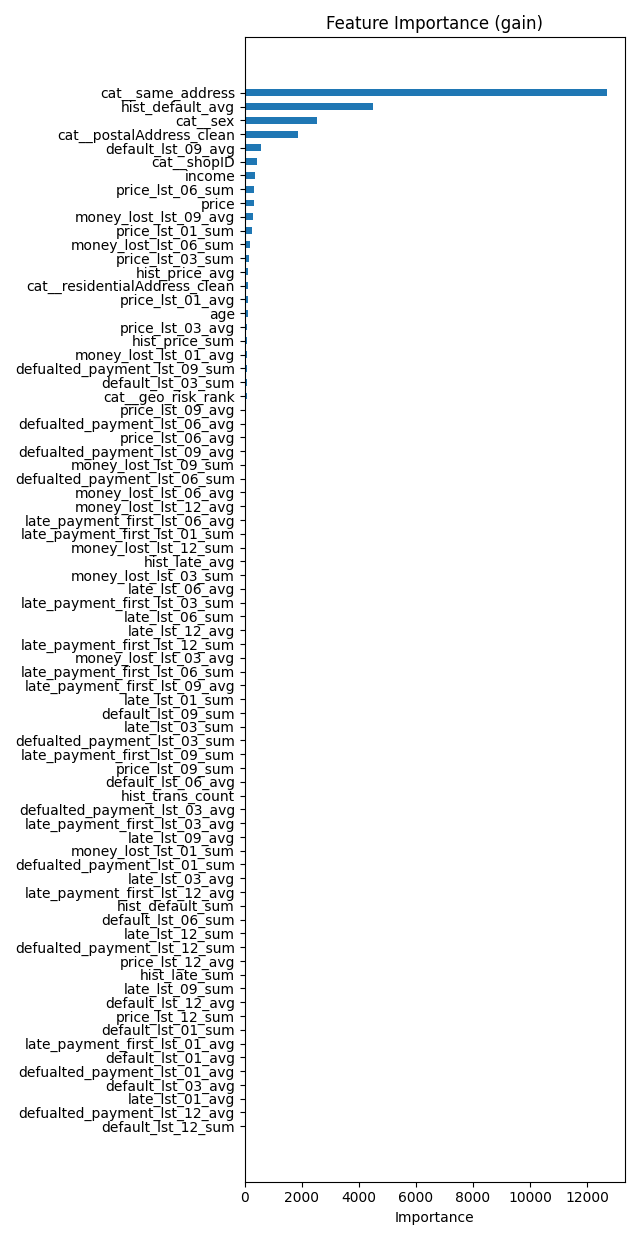 Feature Importance (gain)
cat__same_address
hist_default_avg
cat__sex
cat__postalAddress_clean
default_lst_09_avg
cat__shopID
income
price_lst_06_sum
price
money_lost_lst_09_avg
price_lst_01_sum
money_lost_lst_06_sum
price_lst_03_sum
hist_price_avg
cat__residentialAddress_clean
price_lst_01_avg
age
price_lst_03_avg
hist_price_sum
money_lost_lst_01_avg
defualted_payment_lst_09_sum
default_lst_03_sum
cat__geo_risk_rank
price_lst_09_avg
defualted_payment_lst_06_avg
price_lst_06_avg
defualted_payment_lst_09_avg
money_lost_lst_09_sum
defualted_payment_lst_06_sum
money_lost_lst_06_avg
money_lost_lst_12_avg
late_payment_first_lst_06_avg
late_payment_first_lst_01_sum
money_lost_lst_12_sum
hist_late_avg
money_lost_lst_03_sum
late_lst_06_avg
late_payment_first_lst_03_sum
late_lst_06_sum
late_lst_12_avg
late_payment_first_lst_12_sum
money_lost_lst_03_avg
late_payment_first_lst_06_sum
late_payment_first_lst_09_avg
late_lst_01_sum
default_lst_09_sum
late_lst_03_sum
defualted_payment_lst_03_sum
late_payment_first_lst_09_sum
price_lst_09_sum
default_lst_06_avg
hist_trans_count
defualted_payment_lst_03_avg
late_payment_first_lst_03_avg
late_lst_09_avg
money_lost_lst_01_sum
defualted_payment_lst_01_sum
late_lst_03_avg
late_payment_first_lst_12_avg
hist_default_sum
default_lst_06_sum
late_lst_12_sum
defualted_payment_lst_12_sum
price_lst_12_avg
hist_late_sum
late_lst_09_sum
default_lst_12_avg
price_lst_12_sum
default_lst_01_sum
late_payment_first_lst_01_avg
default_lst_01_avg
defualted_payment_lst_01_avg
default_lst_03_avg
late_lst_01_avg
defualted_payment_lst_12_avg
default_lst_12_sum
0 2000 4000 6000 8000 10000 12000
Importance